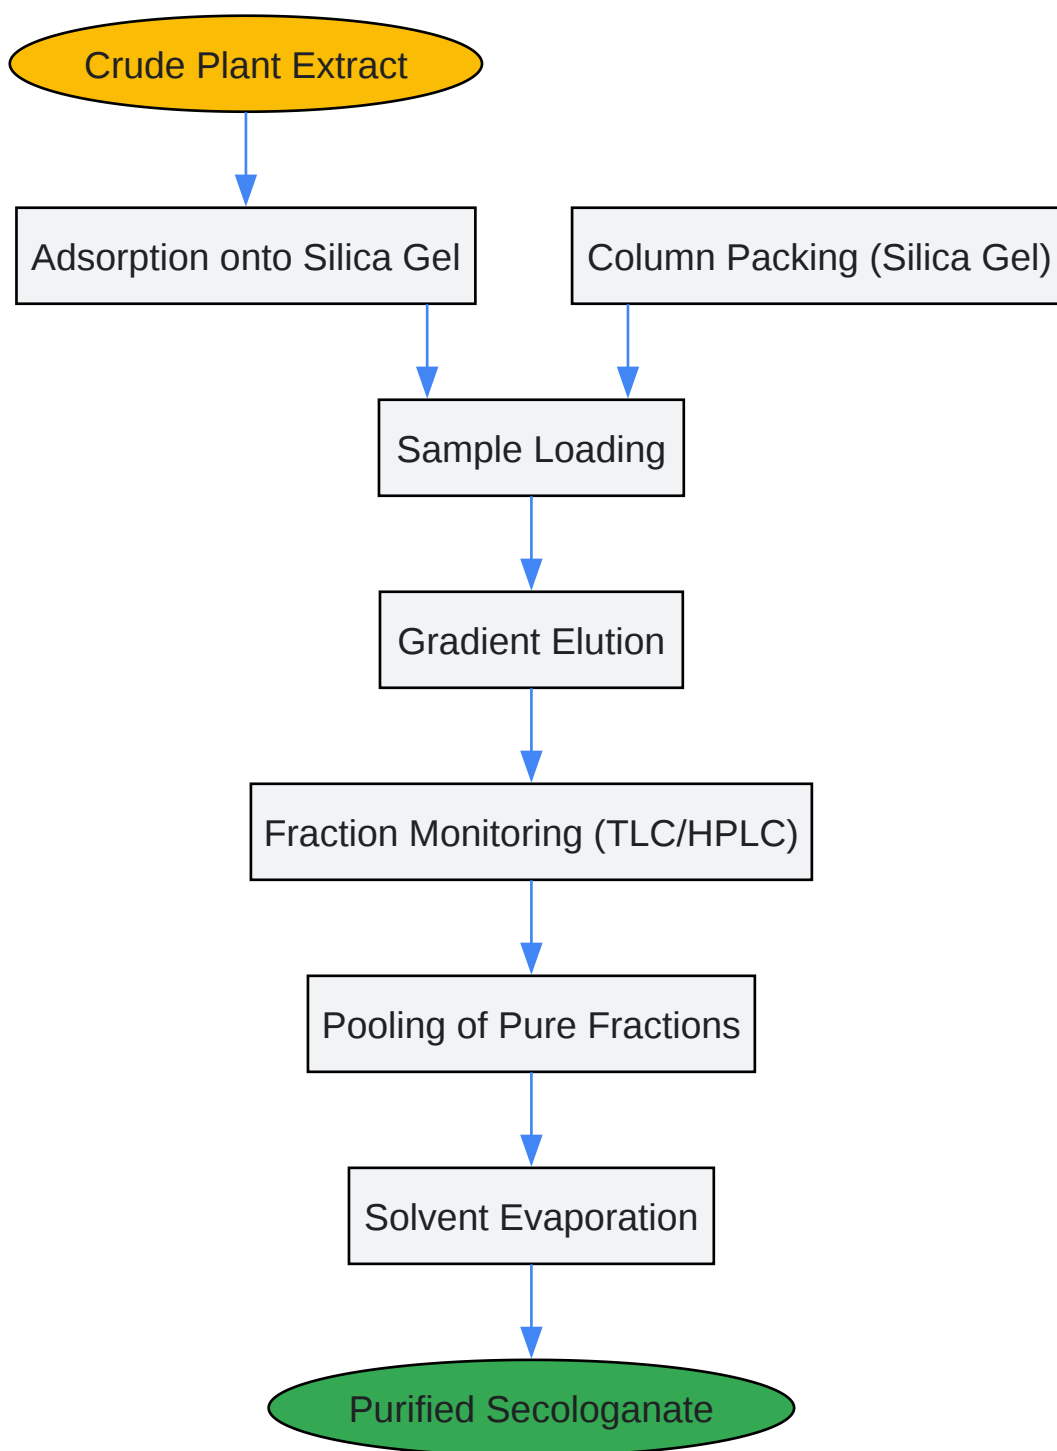 Crude Plant Extract
Adsorption onto Silica Gel
Column Packing (Silica Gel)
Sample Loading
Gradient Elution
Fraction Monitoring (TLC/HPLC)
Pooling of Pure Fractions
Solvent Evaporation
Purified Secologanate